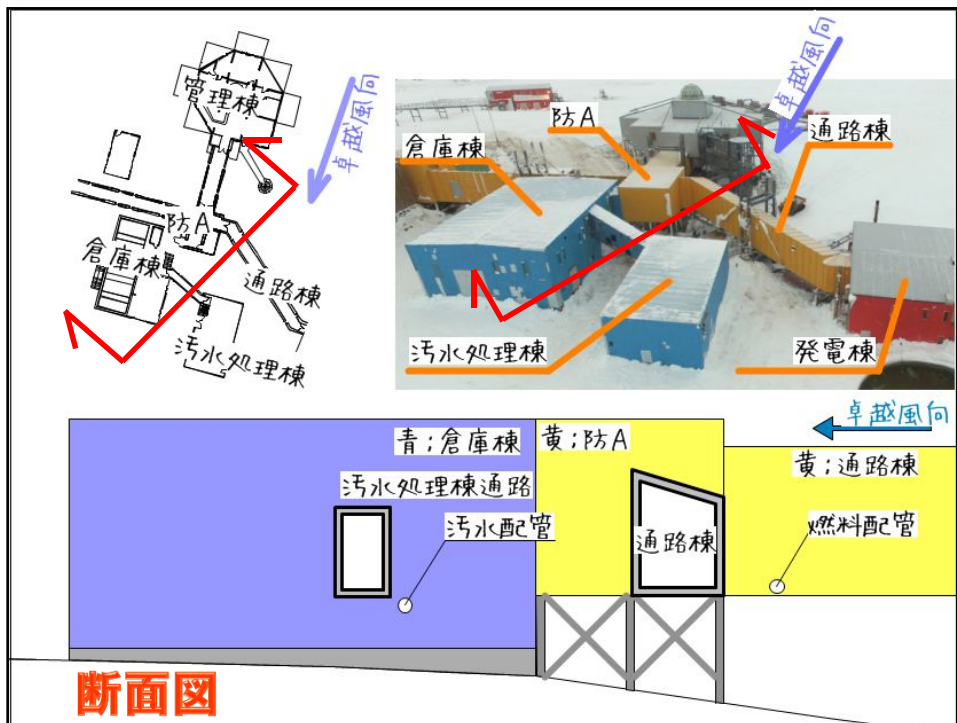 管理棟
卓越風向
防A
倉庫棟
通路棟
汚水処理棟
卓越風向
防A
通路棟
倉庫棟
汚水処理棟
発電棟
卓越風向
青;倉庫棟
黄;防A
黄;通路棟
汚水処理棟通路
汚水配管
通路棟
燃料配管
断面図